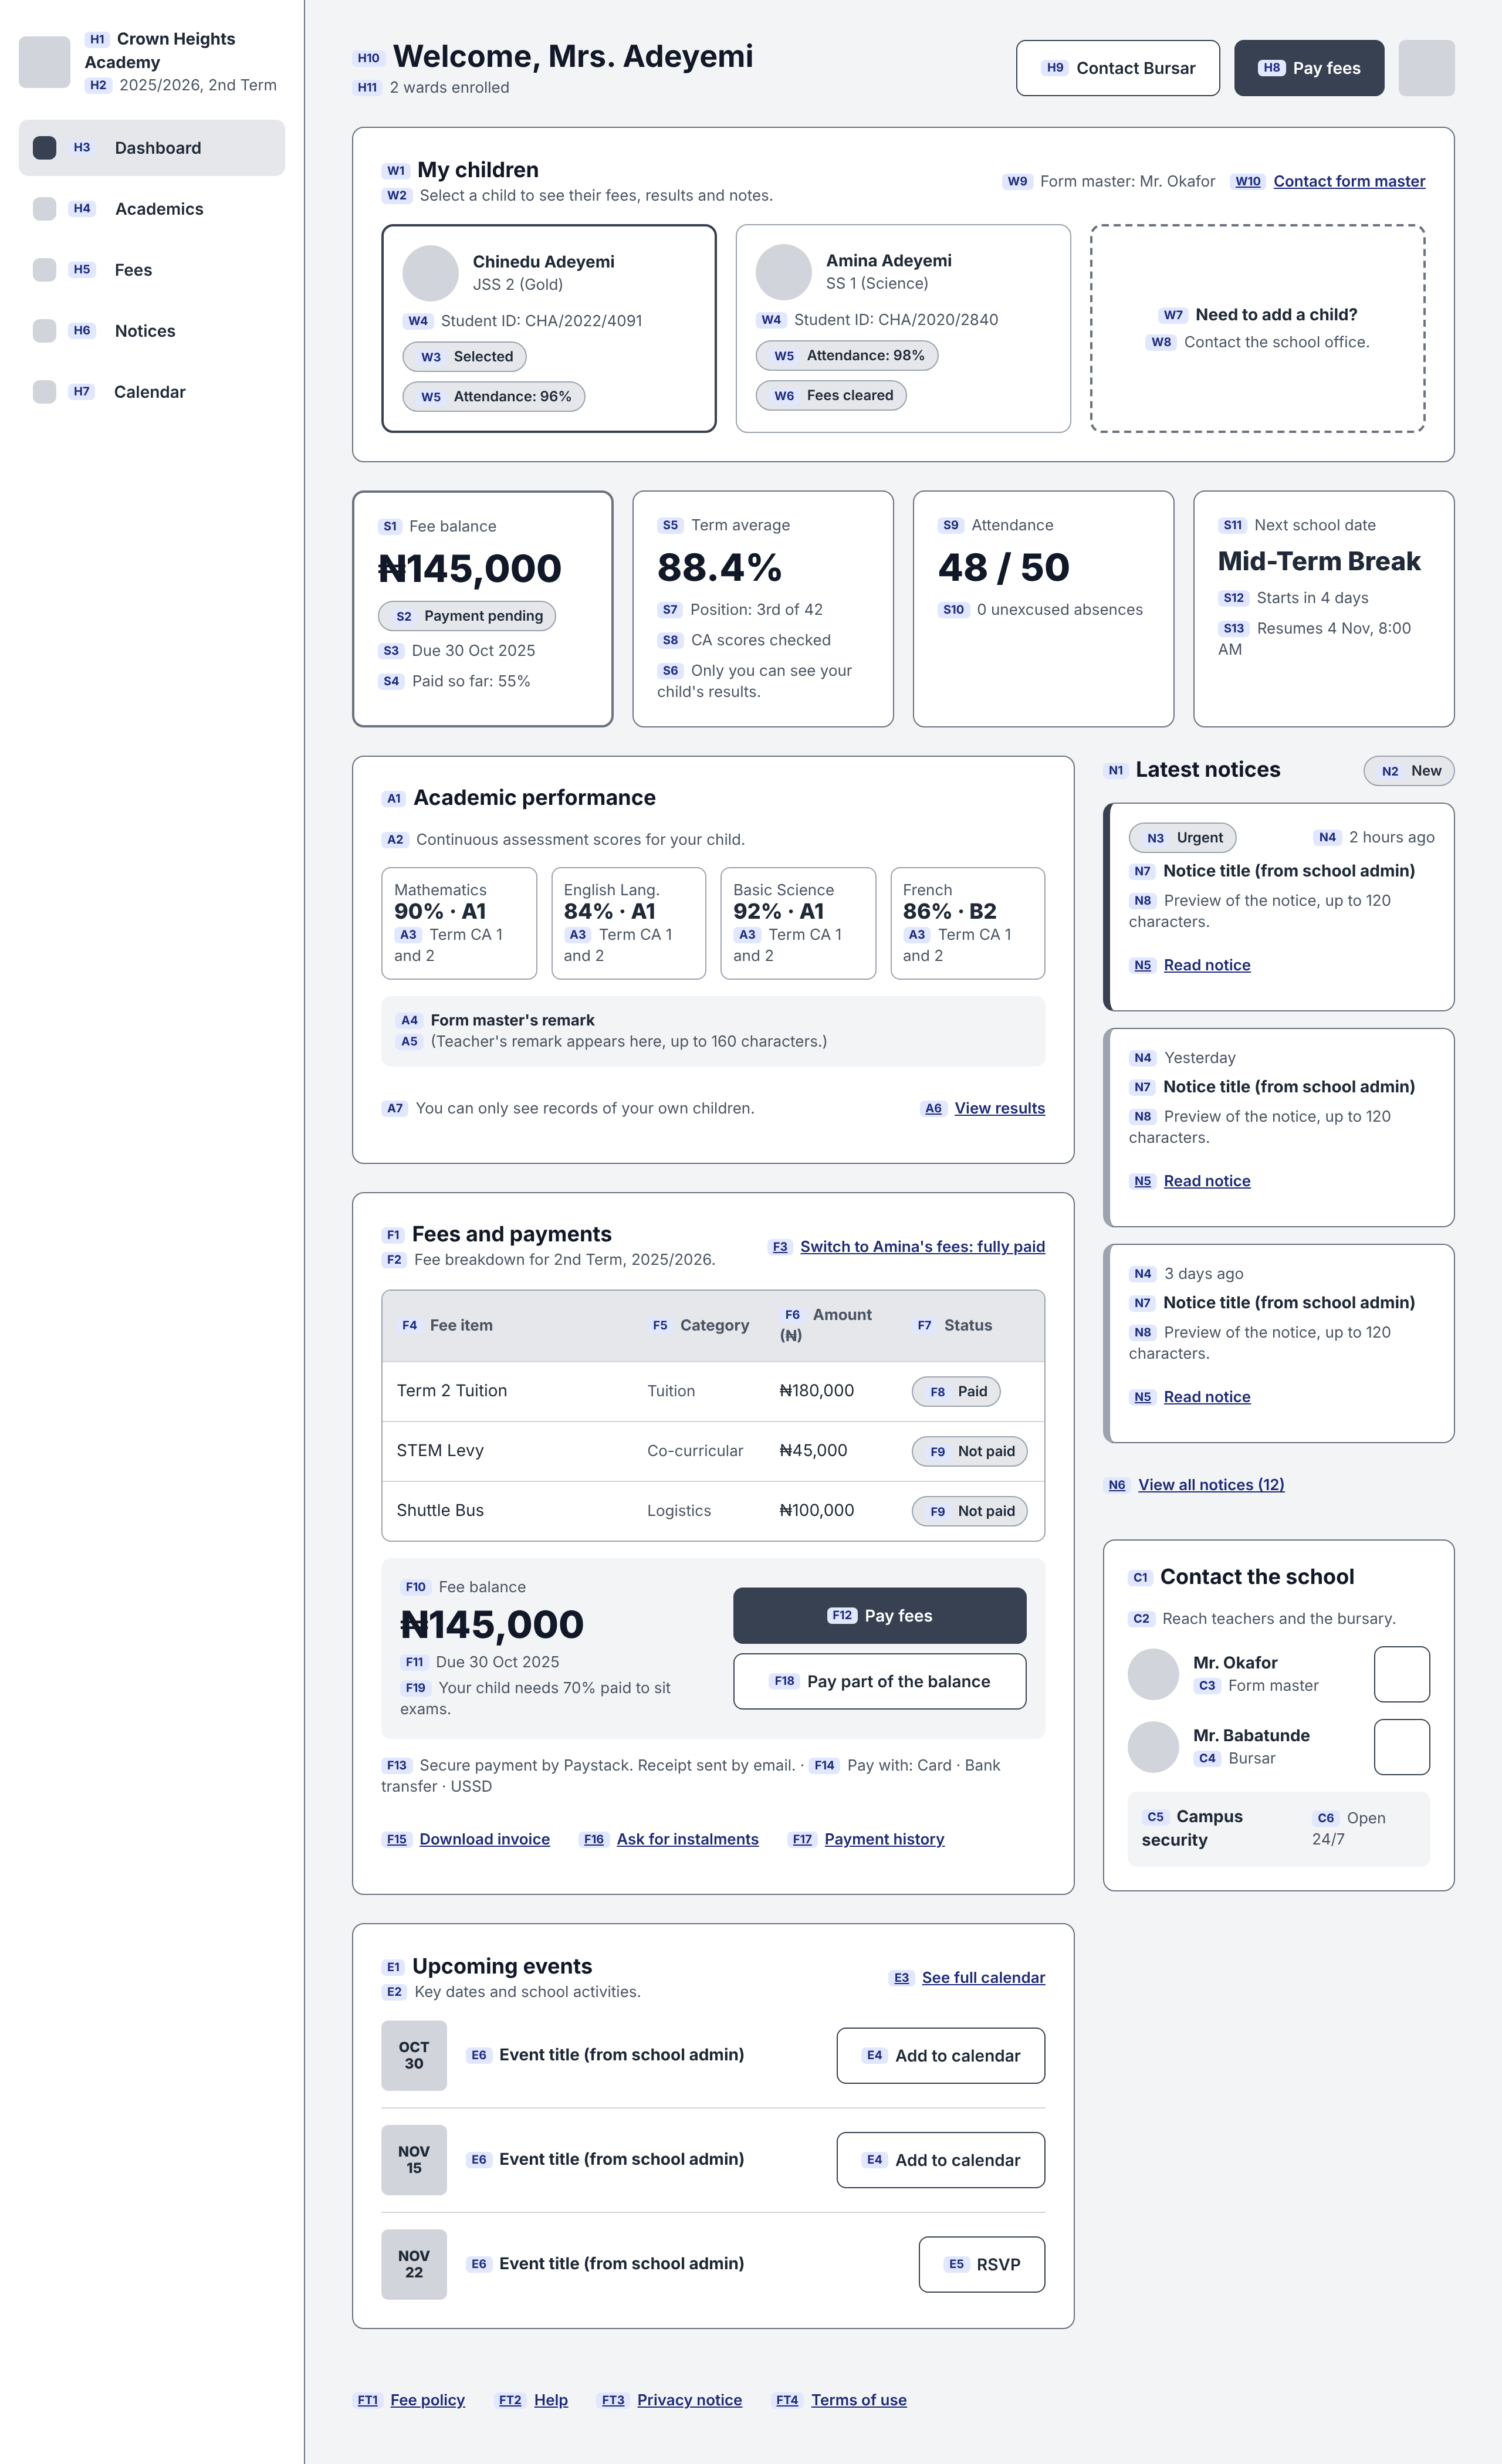 H1 Crown Heights
Academy
H2 2025/2026, 2nd Term
H3 Dashboard
H4 Academics
H5 Fees
H6 Notices
H7 Calendar
H10 Welcome, Mrs. Adeyemi
H11 2 wards enrolled
H9 Contact Bursar
H8 Pay fees
W1 My children
W2 Select a child to see their fees, results and notes.
W9 Form master: Mr. Okafor W10 Contact form master
Chinedu Adeyemi
JSS 2 (Gold)
W4 Student ID: CHA/2022/4091
W3 Selected
W5 Attendance: 96%
Amina Adeyemi
SS 1 (Science)
W4 Student ID: CHA/2020/2840
W5 Attendance: 98%
W6 Fees cleared
W7 Need to add a child?
W8 Contact the school office.
S1 Fee balance
₦145,000
S2 Payment pending
S3 Due 30 Oct 2025
S4 Paid so far: 55%
S5 Term average
88.4%
S7 Position: 3rd of 42
S8 CA scores checked
S6 Only you can see your
child's results.
S9 Attendance
48 / 50
S10 0 unexcused absences
S11 Next school date
Mid-Term Break
S12 Starts in 4 days
S13 Resumes 4 Nov, 8:00
AM
A1 Academic performance
A2 Continuous assessment scores for your child.
Mathematics
90% · A1
A3 Term CA 1
and 2
English Lang.
84% · A1
A3 Term CA 1
and 2
Basic Science
92% · A1
A3 Term CA 1
and 2
French
86% · B2
A3 Term CA 1
and 2
A4 Form master's remark
A5 (Teacher's remark appears here, up to 160 characters.)
A7 You can only see records of your own children.
A6 View results
F1 Fees and payments
F2 Fee breakdown for 2nd Term, 2025/2026.
F3 Switch to Amina's fees: fully paid
F4 Fee item
F5 Category
F6 Amount
(₦)
F7 Status
Term 2 Tuition
Tuition
₦180,000
F8 Paid
STEM Levy
Co-curricular
₦45,000
F9 Not paid
Shuttle Bus
Logistics
₦100,000
F9 Not paid
F10 Fee balance
₦145,000
F11 Due 30 Oct 2025
F19 Your child needs 70% paid to sit
exams.
F12 Pay fees
F18 Pay part of the balance
F13 Secure payment by Paystack. Receipt sent by email. · F14 Pay with: Card · Bank
transfer · USSD
F15 Download invoice
F16 Ask for instalments
F17 Payment history
E1 Upcoming events
E2 Key dates and school activities.
E3 See full calendar
OCT
30
E6 Event title (from school admin)
E4 Add to calendar
NOV
15
E6 Event title (from school admin)
E4 Add to calendar
NOV
22
E6 Event title (from school admin)
E5 RSVP
N1 Latest notices
N2 New
N3 Urgent
N4 2 hours ago
N7 Notice title (from school admin)
N8 Preview of the notice, up to 120
characters.
N5 Read notice
N4 Yesterday
N7 Notice title (from school admin)
N8 Preview of the notice, up to 120
characters.
N5 Read notice
N4 3 days ago
N7 Notice title (from school admin)
N8 Preview of the notice, up to 120
characters.
N5 Read notice
N6 View all notices (12)
C1 Contact the school
C2 Reach teachers and the bursary.
Mr. Okafor
C3 Form master
Mr. Babatunde
C4 Bursar
C5 Campus
security
C6 Open
24/7
FT1 Fee policy
FT2 Help
FT3 Privacy notice
FT4 Terms of use